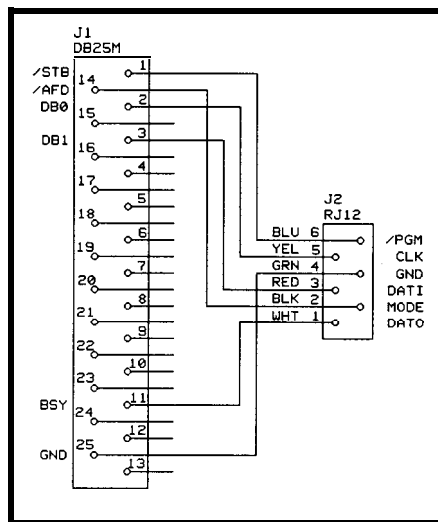 J1
DB25M
/STB 1
/AFD 14
DB0 2
15
DB1 3
16
4
17
5
18
6
19
7
20
8
21
9
22
10
23
BSY 11
24
12
GND 25
13
J2
RJ12
BLU 6 /PGM
YEL 5 CLK
GRN 4 GND
RED 3 DATI
BLK 2 MODE
WHT 1 DATO